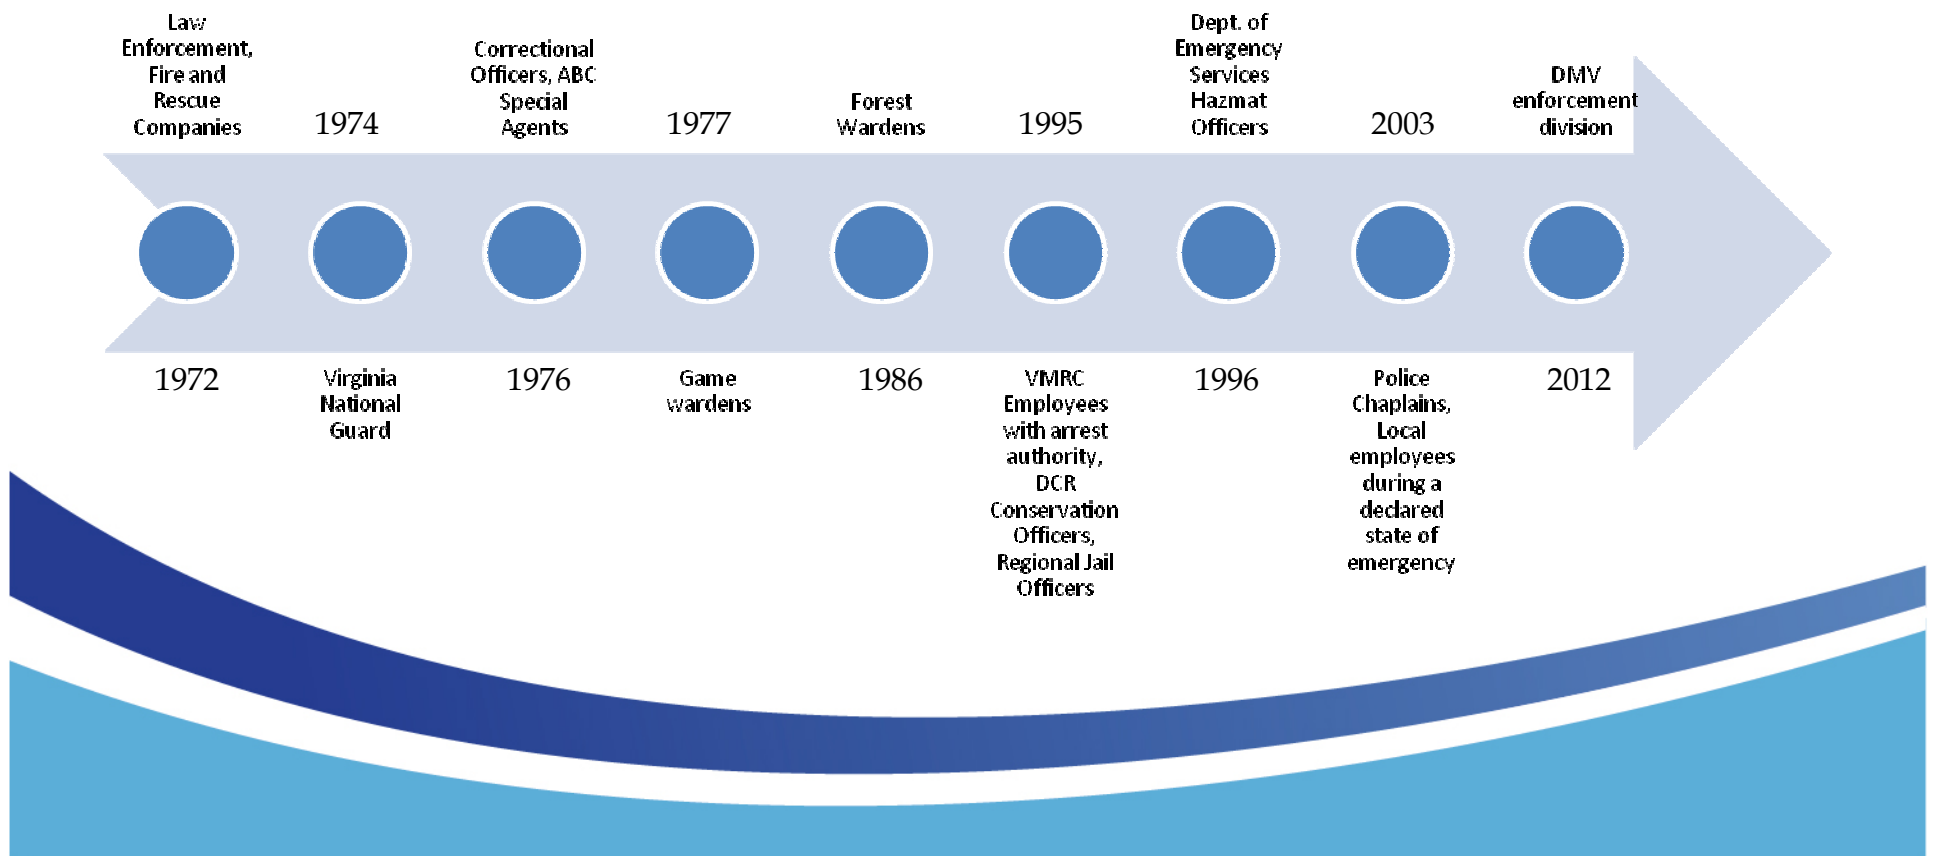 Law
Enforcement,
Fire and
Rescue
Companies
1972
1974
Virginia
National
Guard
Correctional
Officers, ABC
Special
Agents
1976
1977
Game
wardens
Forest
Wardens
1986
1995
VMRC
Employees
with arrest
authority,
DCR
Conservation
Officers,
Regional Jail
Officers
Dept. of
Emergency
Services
Hazmat
Officers
1996
2003
Police
Chaplains,
Local
employees
during a
declared
state of
emergency
DMV
enforcement
division
2012